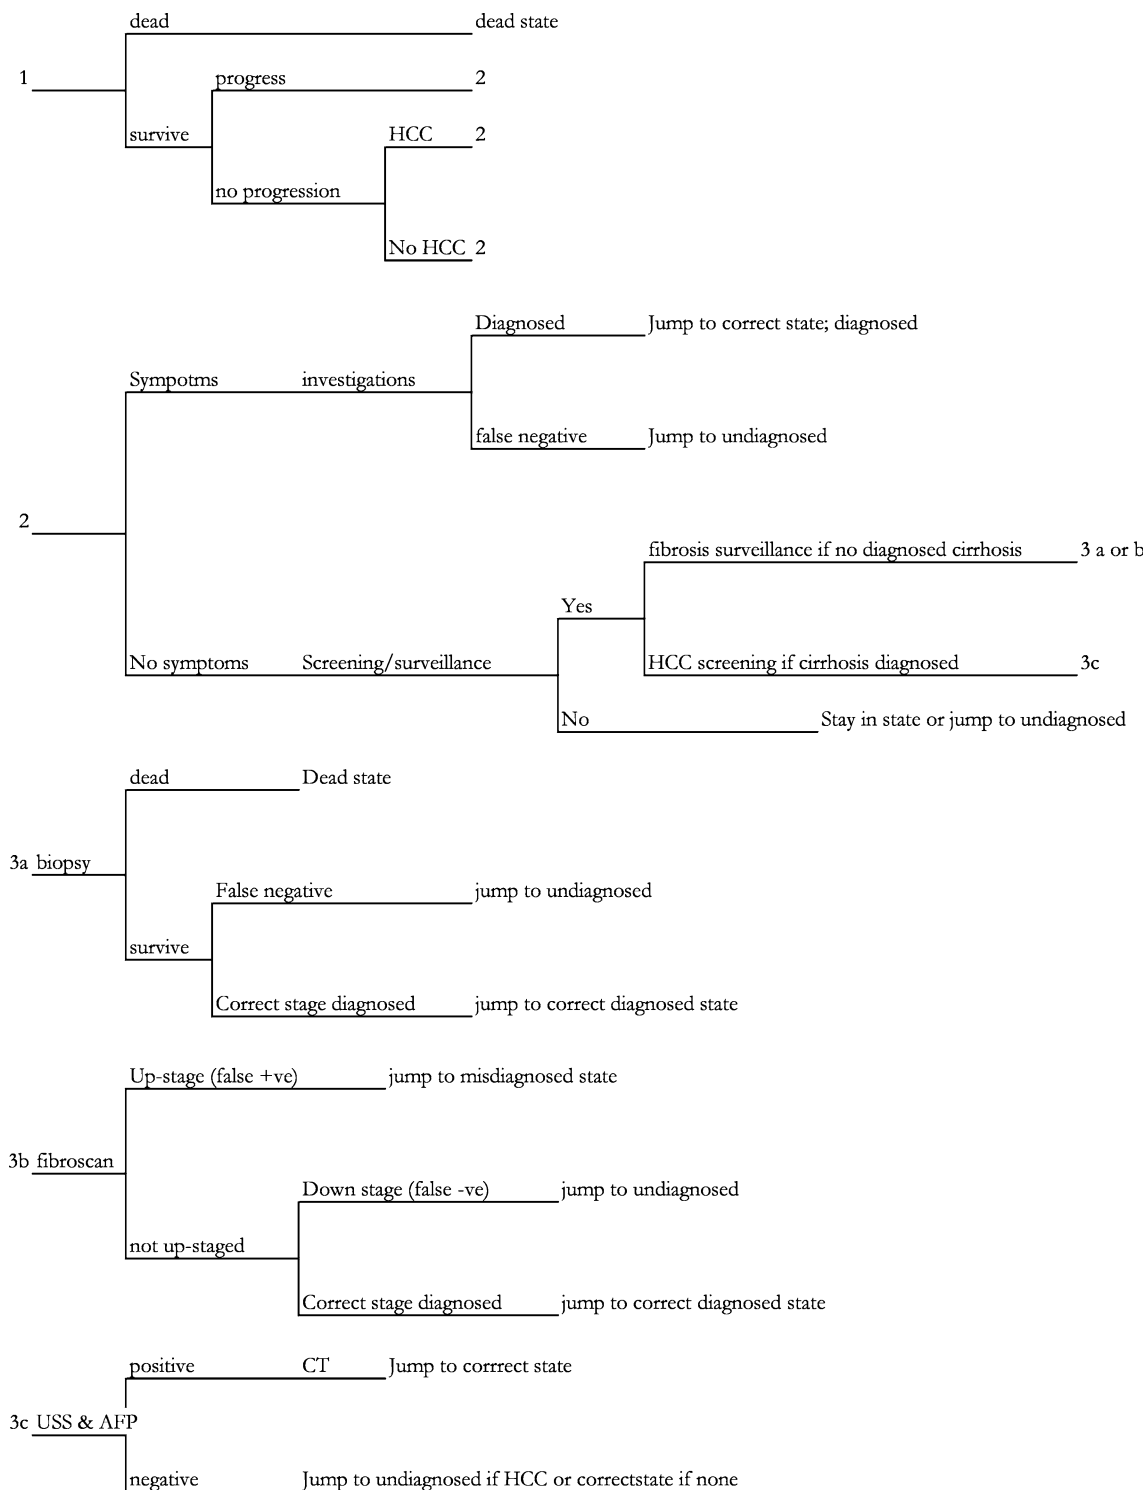 dead dead state
1 progress 2
survive HCC 2
no progression
No HCC 2
Diagnosed Jump to correct state; diagnosed
Sympotms investigations
false negative Jump to undiagnosed
2
fibrosis surveillance if no diagnosed cirrhosis 3 a or b
Yes
No symptoms Screening/surveillance HCC screening if cirrhosis diagnosed 3c
No Stay in state or jump to undiagnosed
dead Dead state
3a biopsy
False negative jump to undiagnosed
survive
Correct stage diagnosed jump to correct diagnosed state
Up-stage (false +ve) jump to misdiagnosed state
3b fibroscan
Down stage (false -ve) jump to undiagnosed
not up-staged
Correct stage diagnosed jump to correct diagnosed state
positive CT Jump to corrrect state
3c USS & AFP
negative Jump to undiagnosed if HCC or correctstate if none